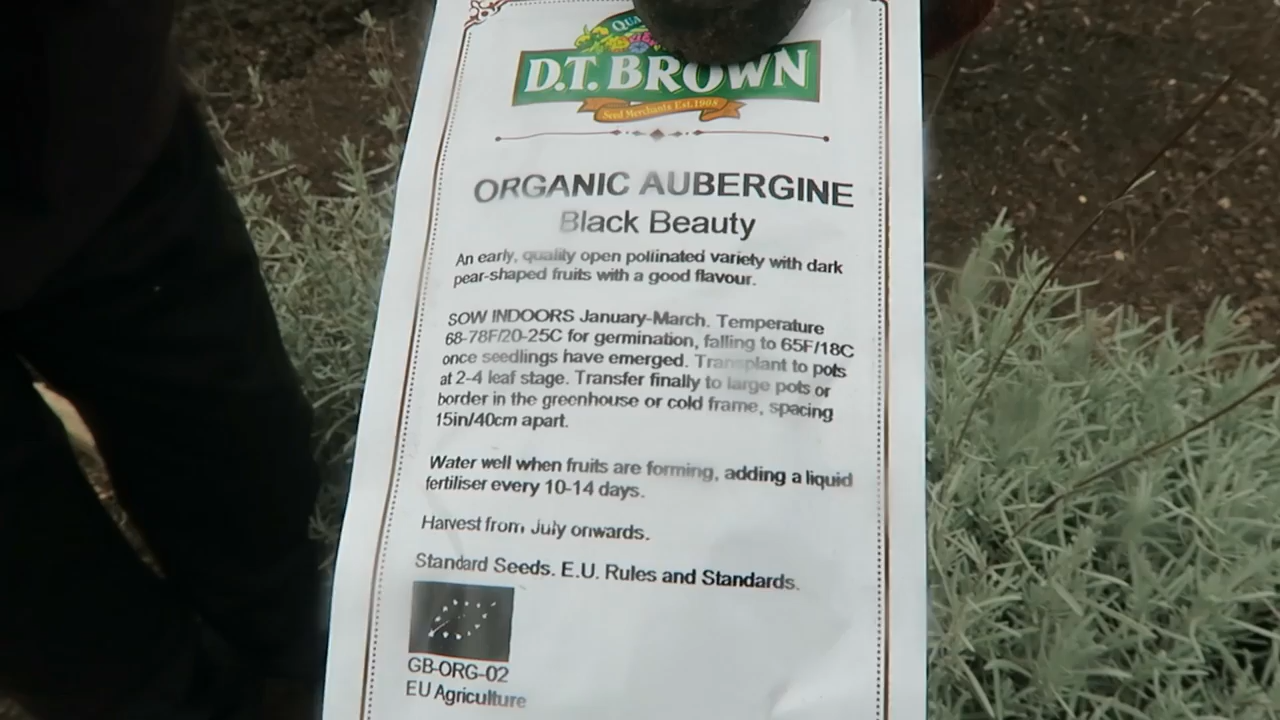 QUA
D.T. BROWN
Seed Merchants Est. 1908
ORGANIC AUBERGINE
Black Beauty
An early, quality open pollinated variety with dark
pear-shaped fruits with a good flavour.
SOW INDOORS January-March. Temperature
68-78F/20-25C for germination, falling to 65F/18C
once seedlings have emerged. Transplant to pots
at 2-4 leaf stage. Transfer finally to large pots or
border in the greenhouse or cold frame, spacing
15in/40cm apart.
Water well when fruits are forming, adding a liquid
fertiliser every 10-14 days.
Harvest from July onwards.
Standard Seeds. E.U. Rules and Standards.
GB-ORG-02
EU Agriculture